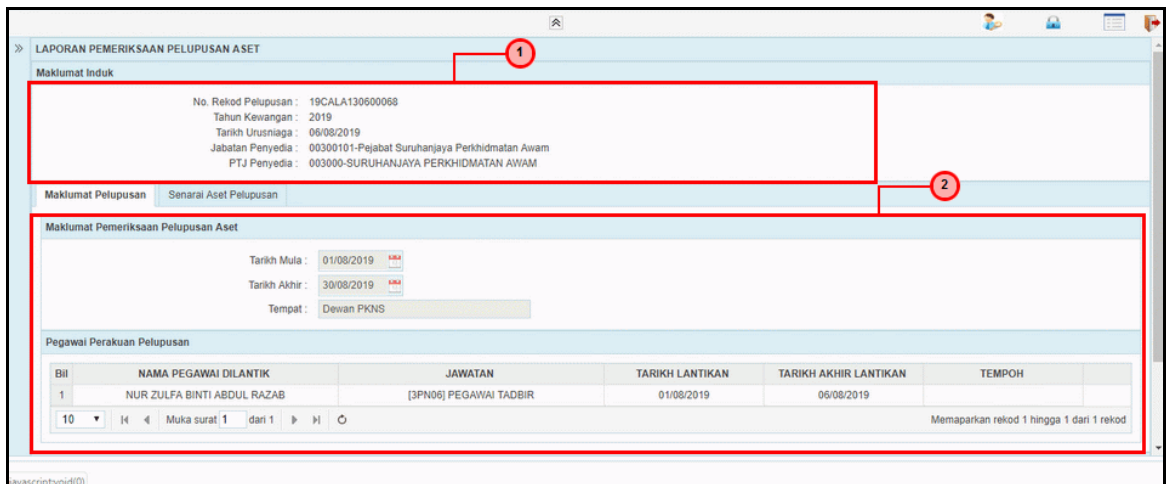 1
LAPORAN PEMERIKSAAN PELUPUSAN ASET
Maklumat Induk
No. Rekod Pelupusan : 19CALA130600068
Tahun Kewangan : 2019
Tarikh Urusniaga : 06/08/2019
Jabatan Penyedia : 00300101-Pejabat Suruhanjaya Perkhidmatan Awam
PTJ Penyedia : 003000-SURUHANJAYA PERKHIDMATAN AWAM
2
Maklumat Pelupusan Senarai Aset Pelupusan
Maklumat Pemeriksaan Pelupusan Aset
Tarikh Mula : 01/08/2019
Tarikh Akhir : 30/08/2019
Tempat : Dewan PKNS
Pegawai Perakuan Pelupusan
Bil NAMA PEGAWAI DILANTIK JAWATAN TARIKH LANTIKAN TARIKH AKHIR LANTIKAN TEMPOH
1 NUR ZULFA BINTI ABDUL RAZAB [3PN06] PEGAWAI TADBIR 01/08/2019 06/08/2019
10 Muka surat 1 dari 1 Memaparkan rekod 1 hingga 1 dari 1 rekod
javascript:void(0)